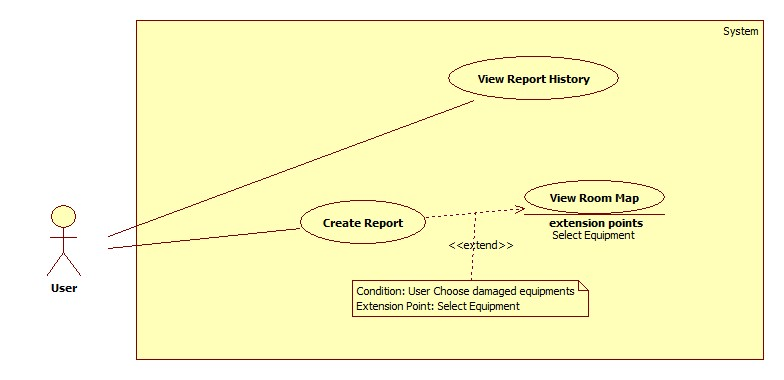 System
View Report History
View Room Map
Create Report
extension points
Select Equipment
<<extend>>
User
Condition: User Choose damaged equipments
Extension Point: Select Equipment